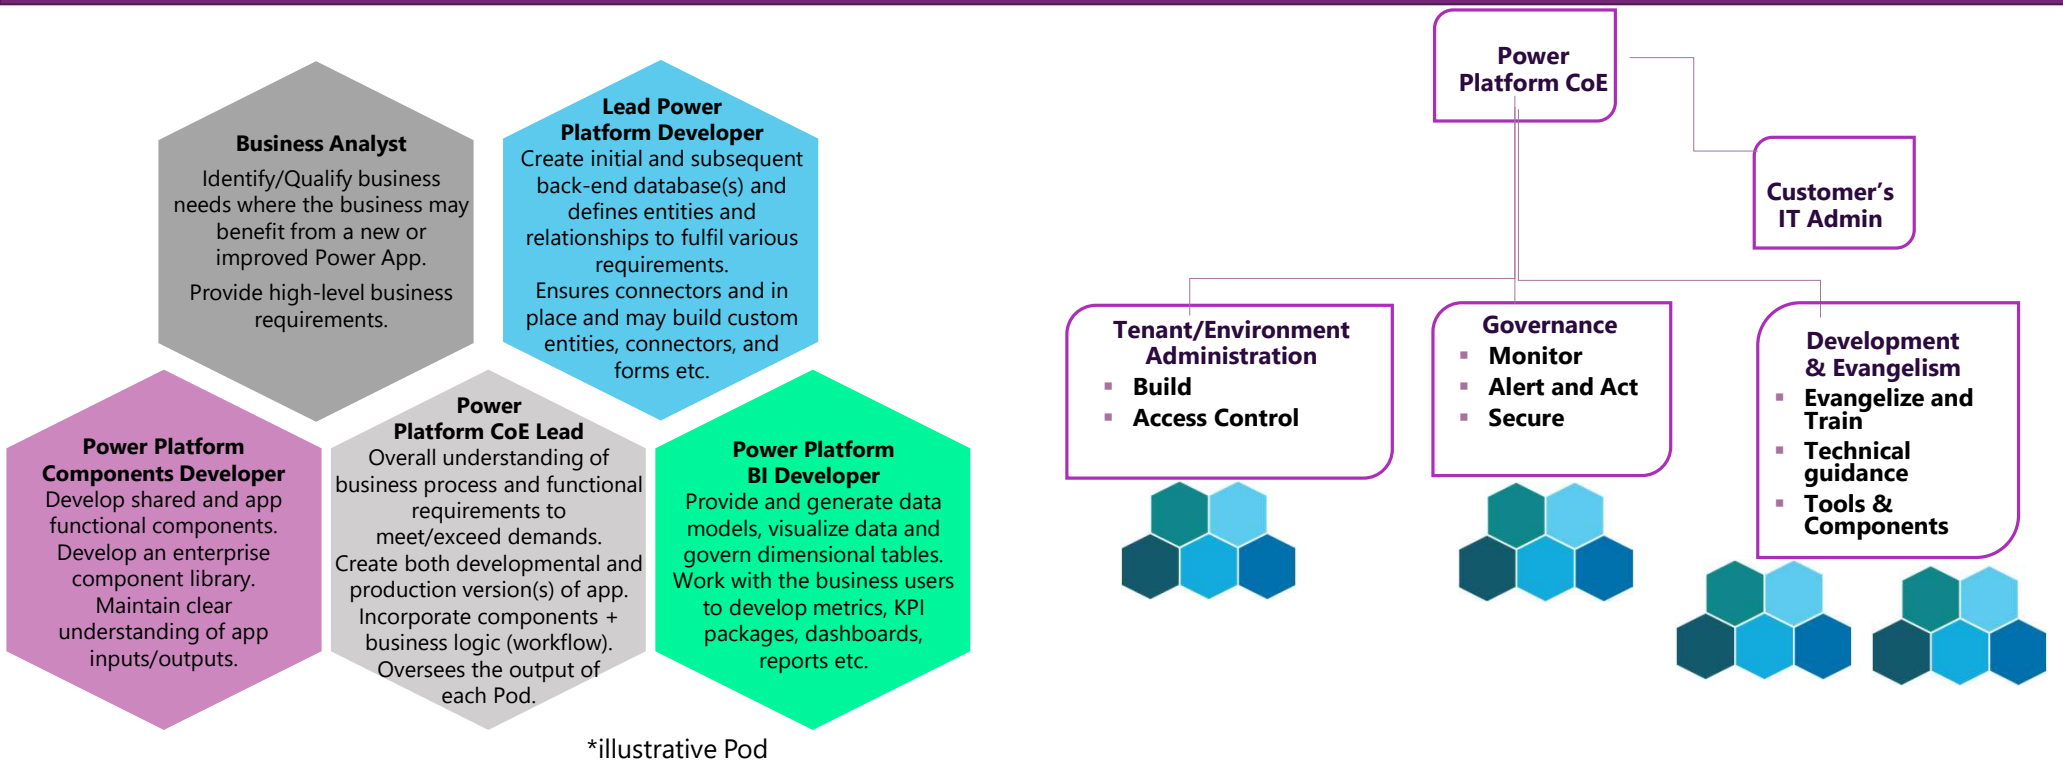 Business Analyst
Identify/Qualify business
needs where the business may
benefit from a new or
improved Power App.
Provide high-level business
requirements.
Lead Power
Platform Developer
Create initial and subsequent
back-end database(s) and
defines entities and
relationships to fulfil various
requirements.
Ensures connectors and in
place and may build custom
entities, connectors, and
forms etc.
Power Platform
Components Developer
Develop shared and app
functional components.
Develop an enterprise
component library.
Maintain clear
understanding of app
inputs/outputs.
Power
Platform CoE Lead
Overall understanding of
business process and functional
requirements to
meet/exceed demands.
Create both developmental and
production version(s) of app.
Incorporate components +
business logic (workflow).
Oversees the output of
each Pod.
Power Platform
BI Developer
Provide and generate data
models, visualize data and
govern dimensional tables.
Work with the business users
to develop metrics, KPI
packages, dashboards,
reports etc.
*illustrative Pod
Power
Platform CoE
Customer’s
IT Admin
Tenant/Environment
Administration
▪ Build
▪ Access Control
Governance
▪ Monitor
▪ Alert and Act
▪ Secure
Development
& Evangelism
▪ Evangelize and
Train
▪ Technical
guidance
▪ Tools &
Components